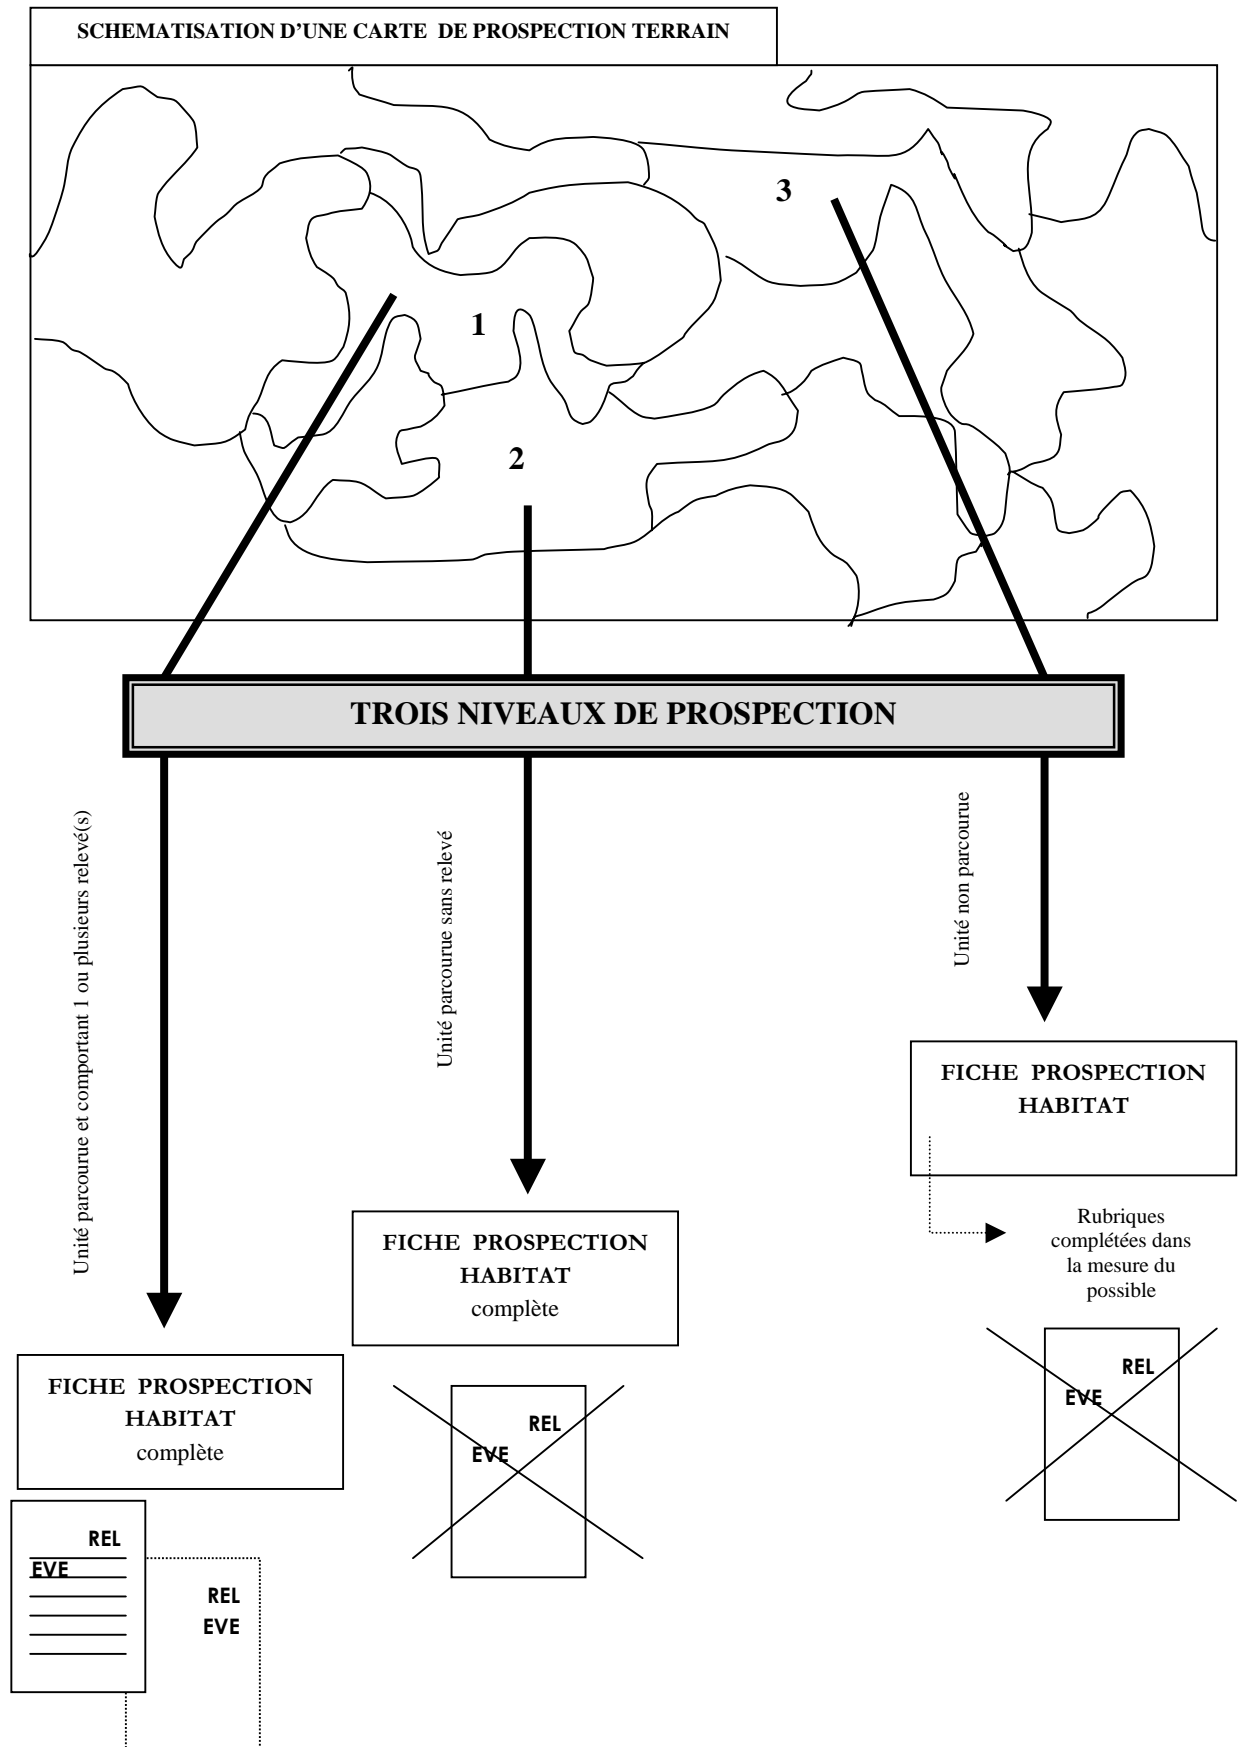 SCHEMATISATION D'UNE CARTE DE PROSPECTION TERRAIN
3
1
2
TROIS NIVEAUX DE PROSPECTION
Unité parcourue et comportant 1 ou plusieurs relevé(s)
Unité parcourue sans relevé
Unité non parcourue
FICHE PROSPECTION
HABITAT
Rubriques
complétées dans
la mesure du
possible
REL
EVE
FICHE PROSPECTION
HABITAT
complète
REL
EVE
FICHE PROSPECTION
HABITAT
complète
REL
EVE
REL
EVE